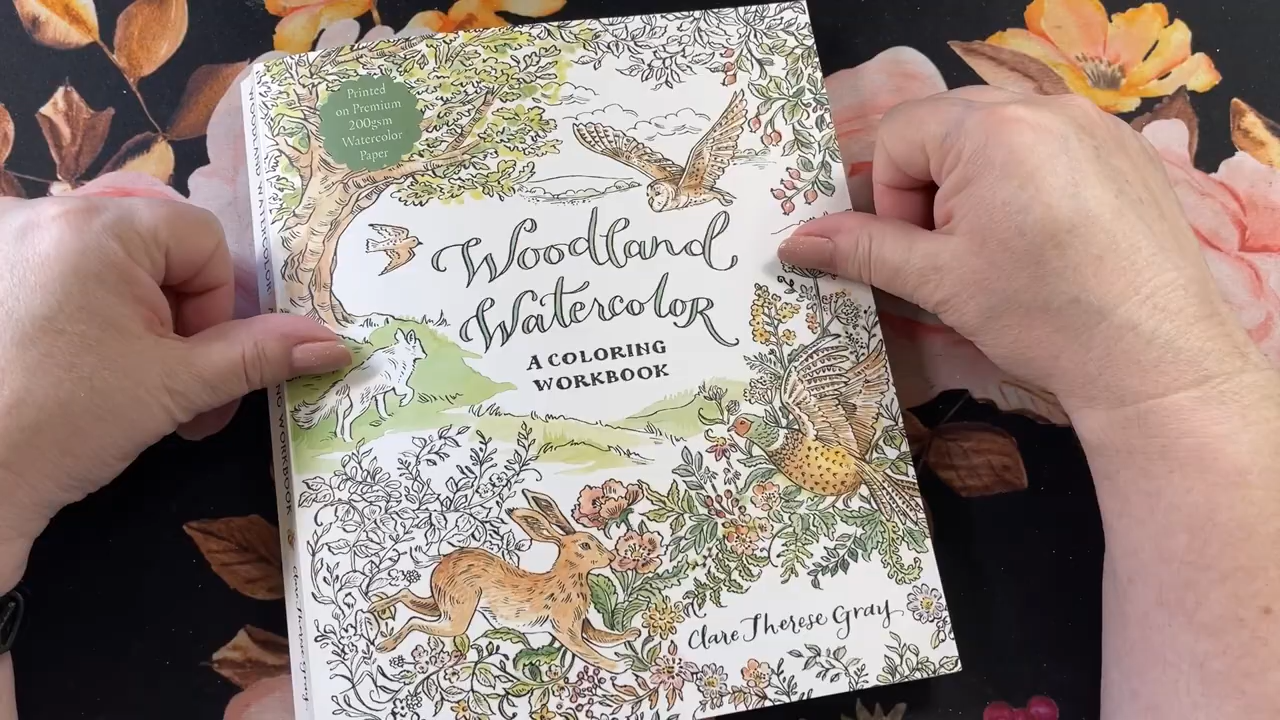 Printed
on Premium
200gsm
Watercolor
Paper
Woodland
Watercolor
A COLORING
WORKBOOK
Clare Therese Gray